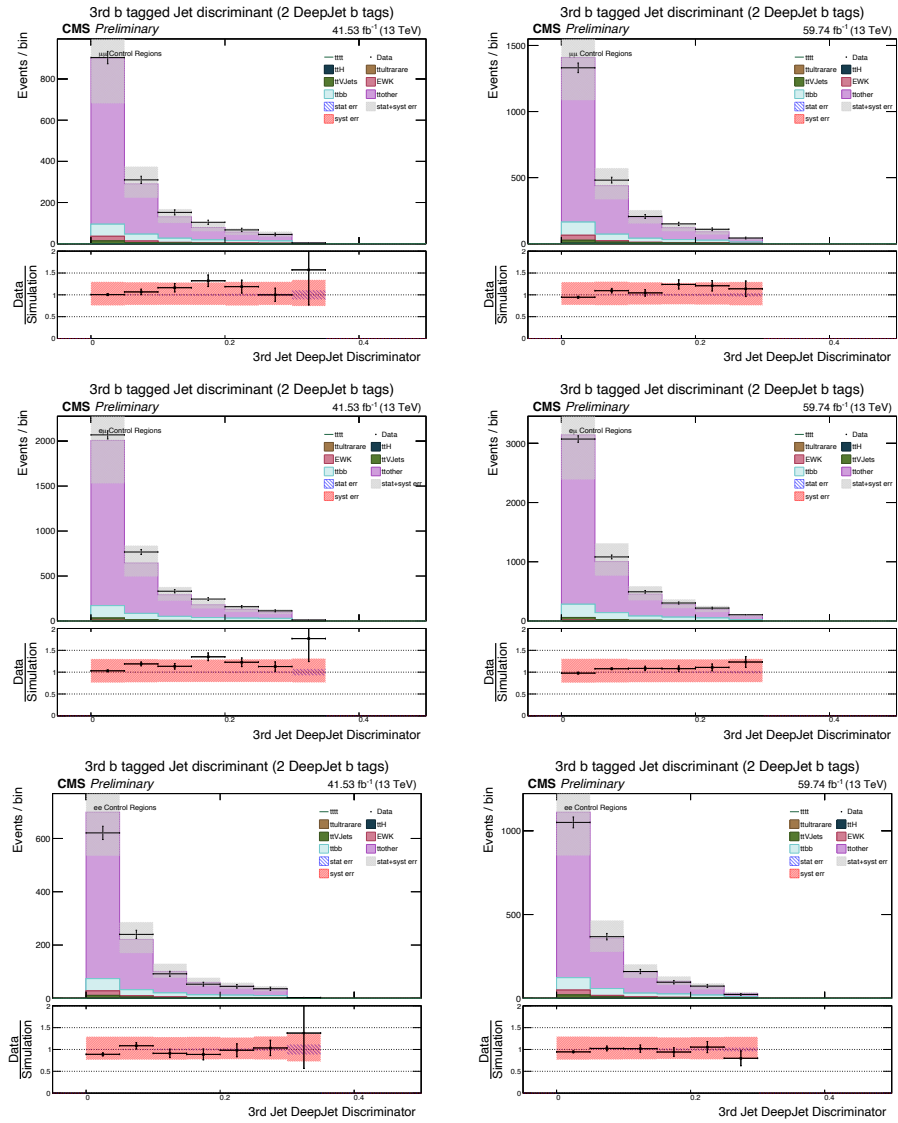 3rd b tagged Jet discriminant (2 DeepJet b tags)
CMS Preliminary 41.53 fb⁻¹ (13 TeV)
Events / bin
μμ Control Regions
tttt Data
ttH ttultrarare
ttVJets EWK
ttbb ttother
stat err stat+syst err
syst err
800
600
400
200
0
Data
Simulation
2
1.5
1
0.5
0
0 0.2 0.4
3rd Jet DeepJet Discriminator
3rd b tagged Jet discriminant (2 DeepJet b tags)
CMS Preliminary 59.74 fb⁻¹ (13 TeV)
Events / bin
μμ Control Regions
tttt Data
ttultrarare ttH
EWK ttVJets
ttbb ttother
stat err stat+syst err
syst err
1500
1000
500
0
Data
Simulation
2
1.5
1
0.5
0
0 0.2 0.4
3rd Jet DeepJet Discriminator
3rd b tagged Jet discriminant (2 DeepJet b tags)
CMS Preliminary 41.53 fb⁻¹ (13 TeV)
Events / bin
eμ Control Regions
tttt Data
ttultrarare ttH
EWK ttVJets
ttbb ttother
stat err stat+syst err
syst err
2000
1500
1000
500
0
Data
Simulation
2
1.5
1
0.5
0
0 0.2 0.4
3rd Jet DeepJet Discriminator
3rd b tagged Jet discriminant (2 DeepJet b tags)
CMS Preliminary 59.74 fb⁻¹ (13 TeV)
Events / bin
eμ Control Regions
tttt Data
ttultrarare ttH
EWK ttVJets
ttbb ttother
stat err stat+syst err
syst err
3000
2000
1000
0
Data
Simulation
2
1.5
1
0.5
0
0 0.2 0.4
3rd Jet DeepJet Discriminator
3rd b tagged Jet discriminant (2 DeepJet b tags)
CMS Preliminary 41.53 fb⁻¹ (13 TeV)
Events / bin
ee Control Regions
tttt Data
ttultrarare ttH
ttVJets EWK
ttbb ttother
stat err stat+syst err
syst err
600
400
200
0
Data
Simulation
2
1.5
1
0.5
0
0 0.2 0.4
3rd Jet DeepJet Discriminator
3rd b tagged Jet discriminant (2 DeepJet b tags)
CMS Preliminary 59.74 fb⁻¹ (13 TeV)
Events / bin
ee Control Regions
tttt Data
ttultrarare ttH
ttVJets EWK
ttbb ttother
stat err stat+syst err
syst err
1000
500
0
Data
Simulation
2
1.5
1
0.5
0
0 0.2 0.4
3rd Jet DeepJet Discriminator